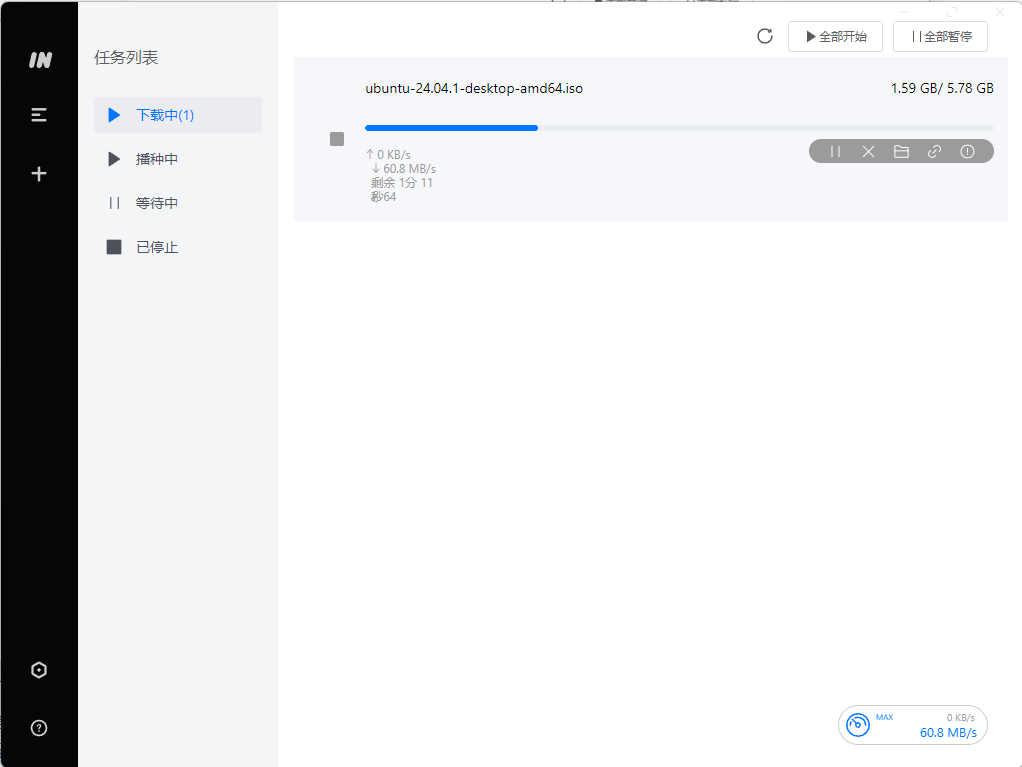 IN
任务列表
下载中(1)
播种中
等待中
已停止
全部开始
全部暂停
ubuntu-24.04.1-desktop-amd64.iso
1.59 GB/ 5.78 GB
↑ 0 KB/s
↓ 60.8 MB/s
剩余 1分 11
秒64
MAX
0 KB/s
60.8 MB/s